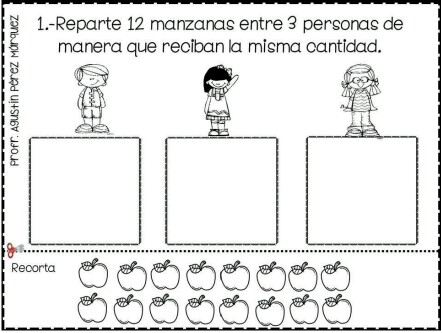 1.-Reparte 12 manzanas entre 3 personas de
manera que reciban la misma cantidad.
Profr: Agustín Pérez Márquez
Recorta